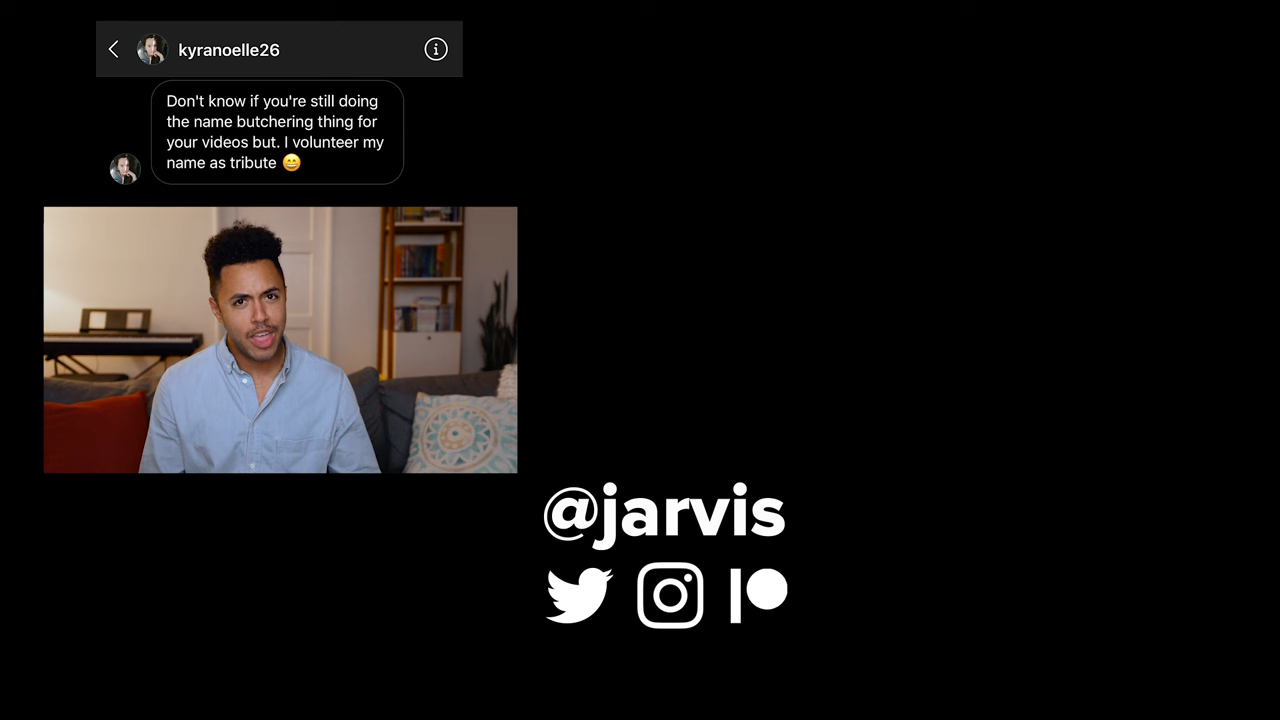 kyranoelle26
Don't know if you're still doing
the name butchering thing for
your videos but. I volunteer my
name as tribute 😄
@jarvis